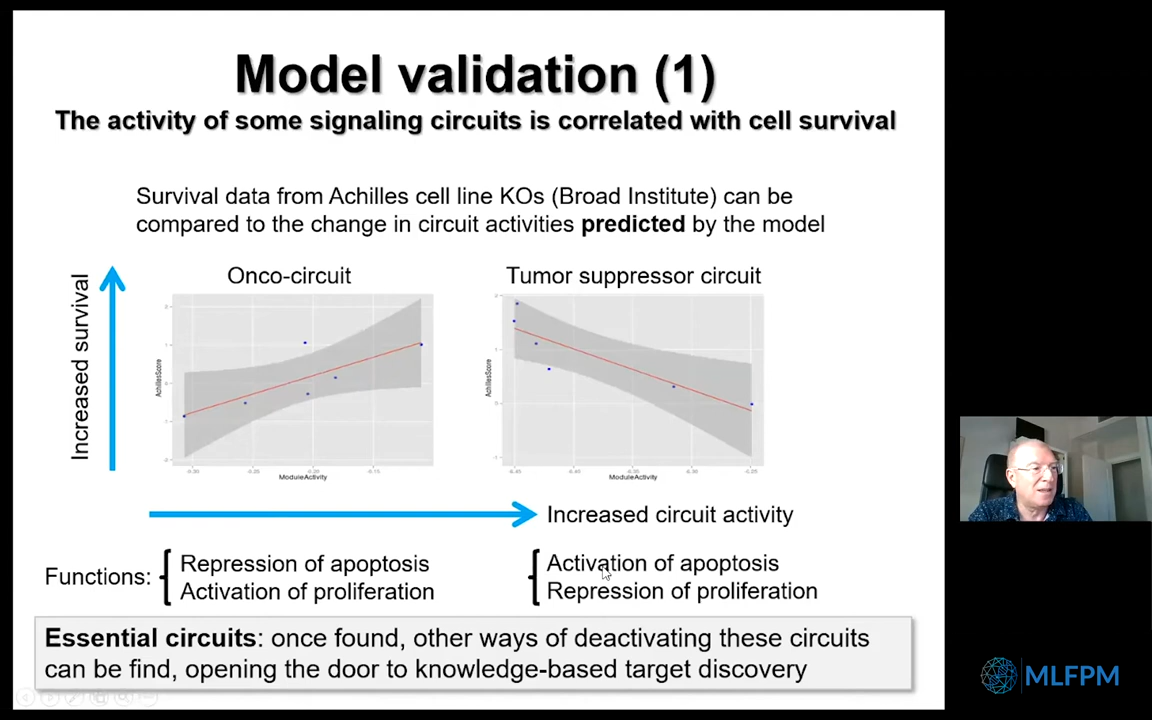 Model validation (1)
The activity of some signaling circuits is correlated with cell survival
Survival data from Achilles cell line KOs (Broad Institute) can be
compared to the change in circuit activities predicted by the model
Increased survival
Onco-circuit
Tumor suppressor circuit
AchillesScore
AchillesScore
ModuleActivity
ModuleActivity
Increased circuit activity
Functions:
Repression of apoptosis
Activation of proliferation
Activation of apoptosis
Repression of proliferation
Essential circuits: once found, other ways of deactivating these circuits
can be find, opening the door to knowledge-based target discovery
MLFPM